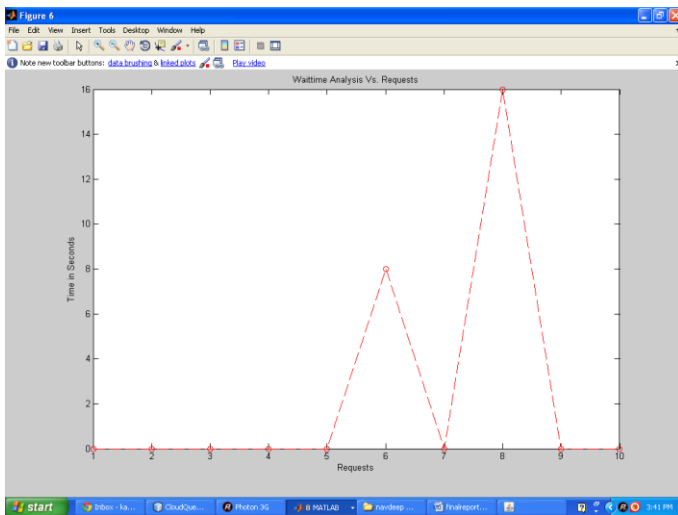 Figure 6
File Edit View Insert Tools Desktop Window Help
Note new toolbar buttons: data brushing & linked plots Play video
Waittime Analysis Vs. Requests
16
14
12
10
8
6
4
2
0
Time in Seconds
1 2 3 4 5 6 7 8 9 10
Requests
start Inbox - ka... CloudQue... Photon 3G 8 MATLAB navdeep ... finalreport... 3:41 PM